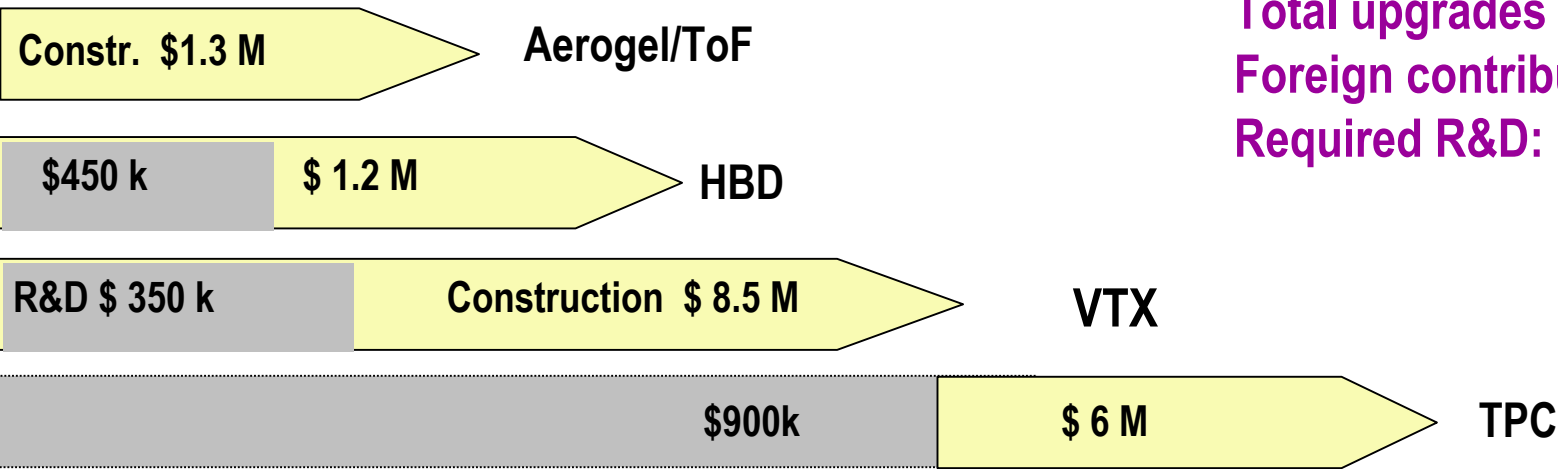 Total upgrades
Constr. $1.3 M Aerogel/ToF
Foreign
Required R&D:
$450 k $ 1.2 M HBD
R&D $ 350 k Construction $ 8.5 M VTX
$900k $ 6 M TPC